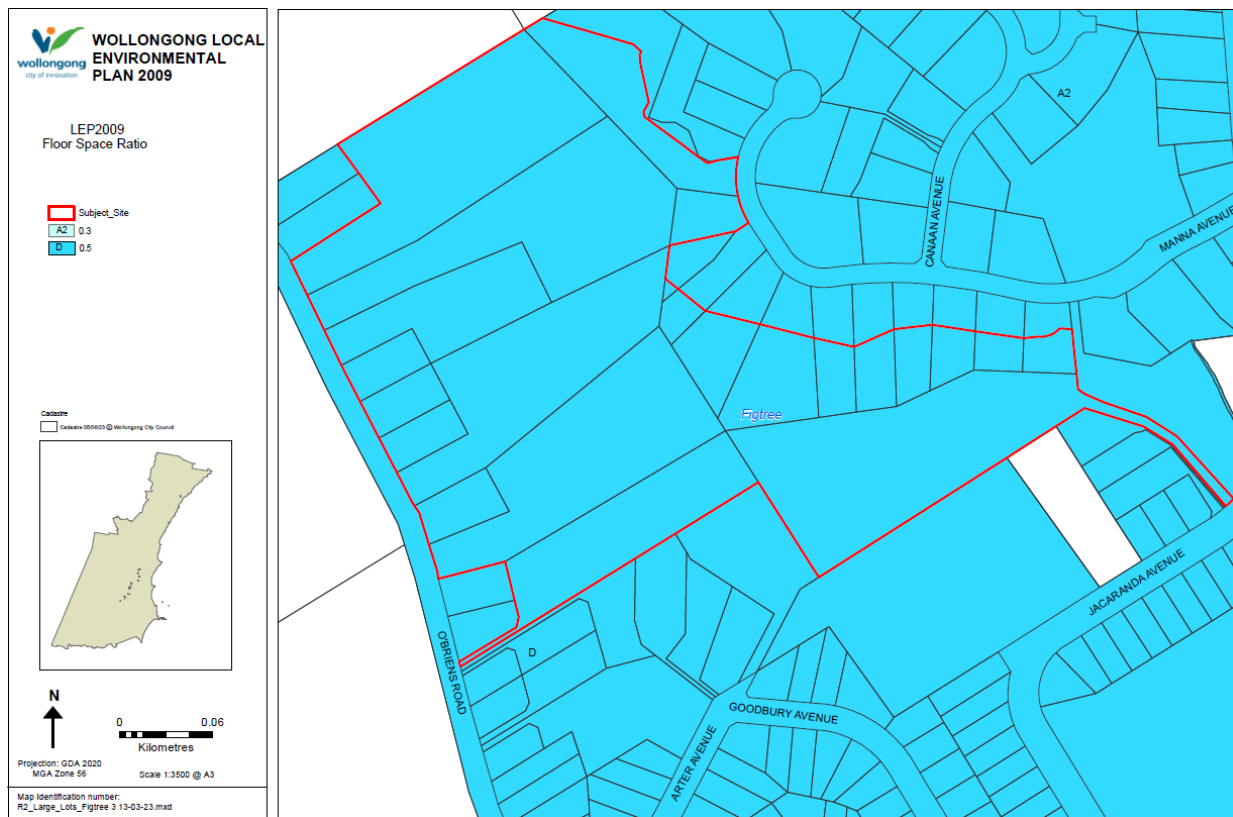 wollongong
city of innovation
WOLLONGONG LOCAL
ENVIRONMENTAL
PLAN 2009
LEP2009
Floor Space Ratio
Subject_Site
A2 0.3
D 0.5
Cadastre
Cadastre 05/06/23 © Wollongong City Council
N
0 0.06
Kilometres
Projection: GDA 2020
MGA Zone 56
Scale 1:3500 @ A3
Map Identification number:
R2_Large_Lots_Figtree 3 13-03-23.mxd
A2
CANAAN AVENUE
MANNA AVENUE
Figtree
JACARANDA AVENUE
O'BRIENS ROAD
D
GOODBURY AVENUE
ARTER AVENUE